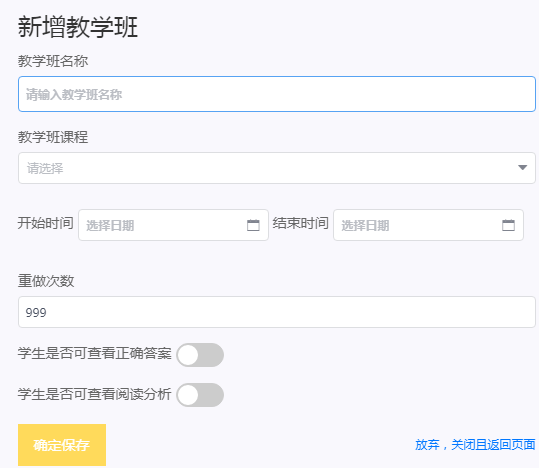 新增教学班
教学班名称
请输入教学班名称
教学班课程
请选择
开始时间 选择日期 结束时间 选择日期
重做次数
999
学生是否可查看正确答案
学生是否可查看阅读分析
确定保存 放弃，关闭且返回页面